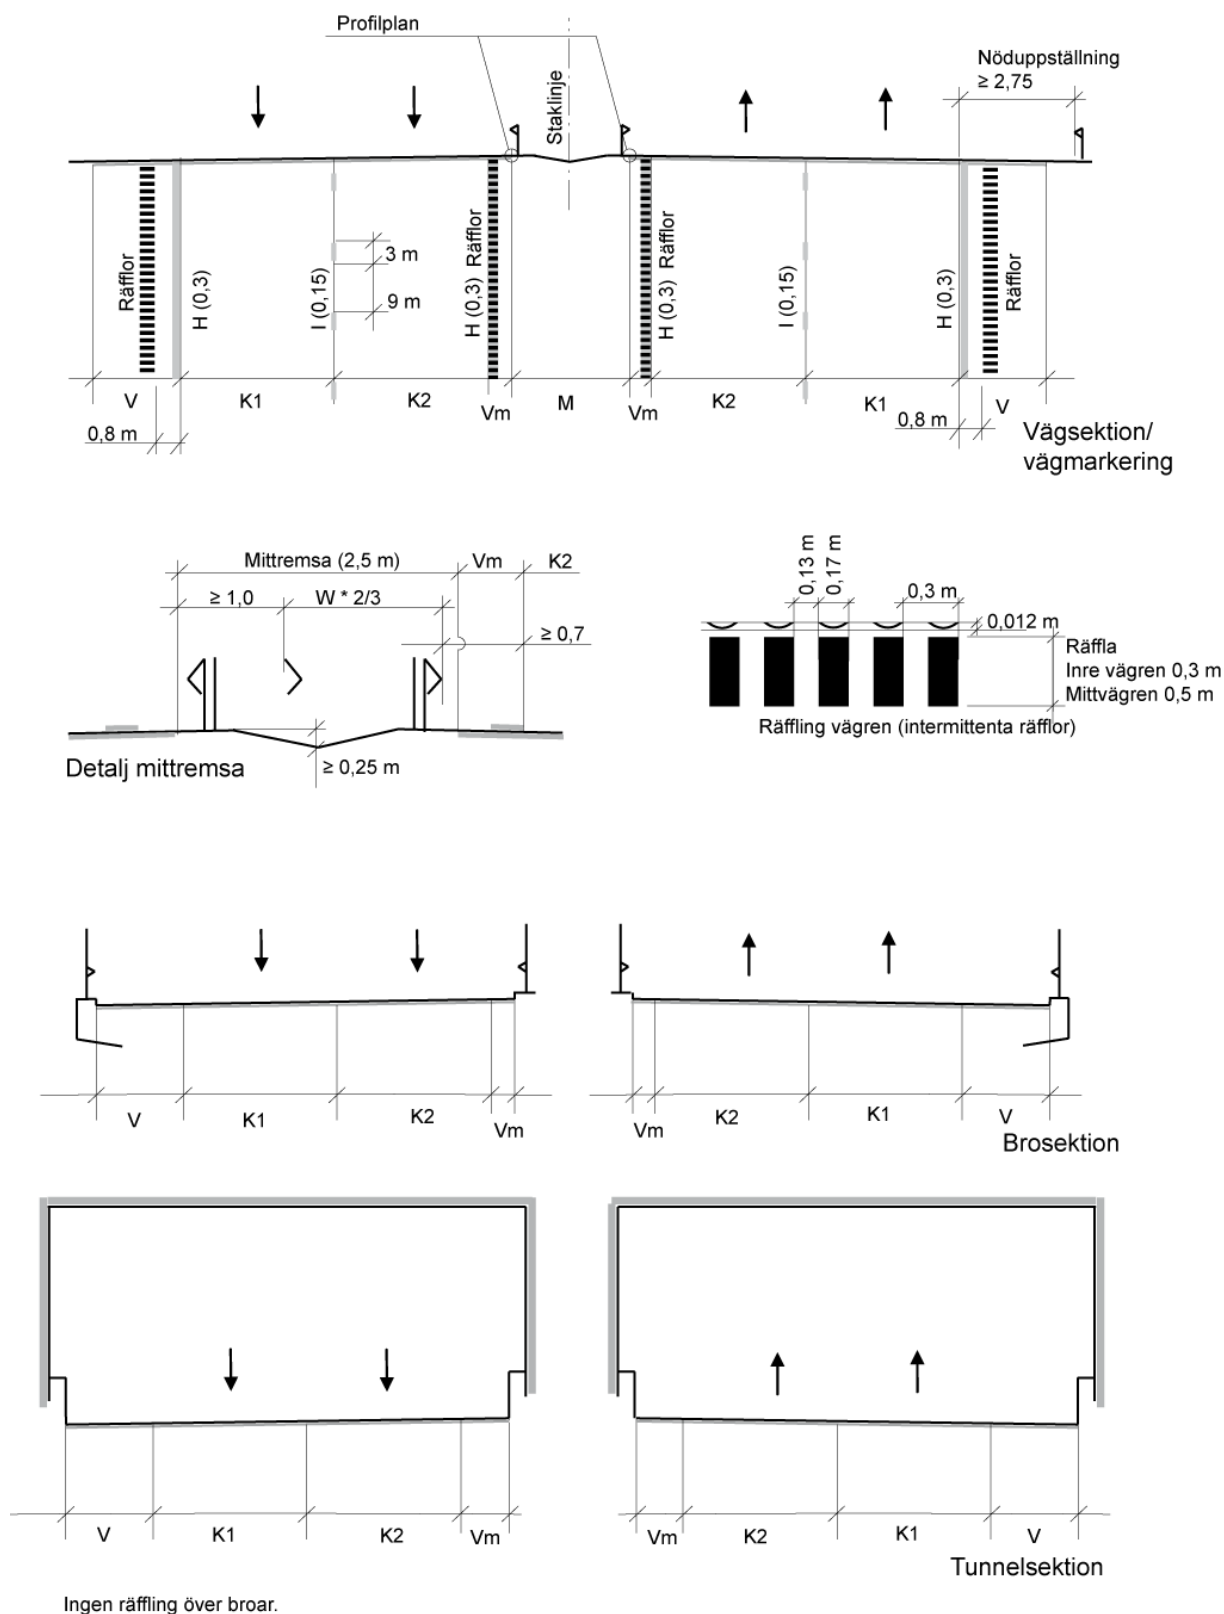 Profilplan
Staklinje
Nöduppställning
≥ 2,75
Räfflor
H (0,3)
I (0,15)
3 m
9 m
H (0,3) Räfflor
H (0,3) Räfflor
I (0,15)
H (0,3)
Räfflor
V
K1
K2
Vm
M
Vm
K2
K1
V
0,8 m
0,8 m
Vägsektion/
vägmarkering
Mittremsa (2,5 m)
Vm
K2
≥ 1,0
W * 2/3
≥ 0,7
≥ 0,25 m
Detalj mittremsa
0,13 m
0,17 m
0,3 m
0,012 m
Räffla
Inre vägren 0,3 m
Mittvägren 0,5 m
Räffling vägren (intermittenta räfflor)
V
K1
K2
Vm
Vm
K2
K1
V
Brosektion
V
K1
K2
Vm
Vm
K2
K1
V
Tunnelsektion
Ingen räffling över broar.